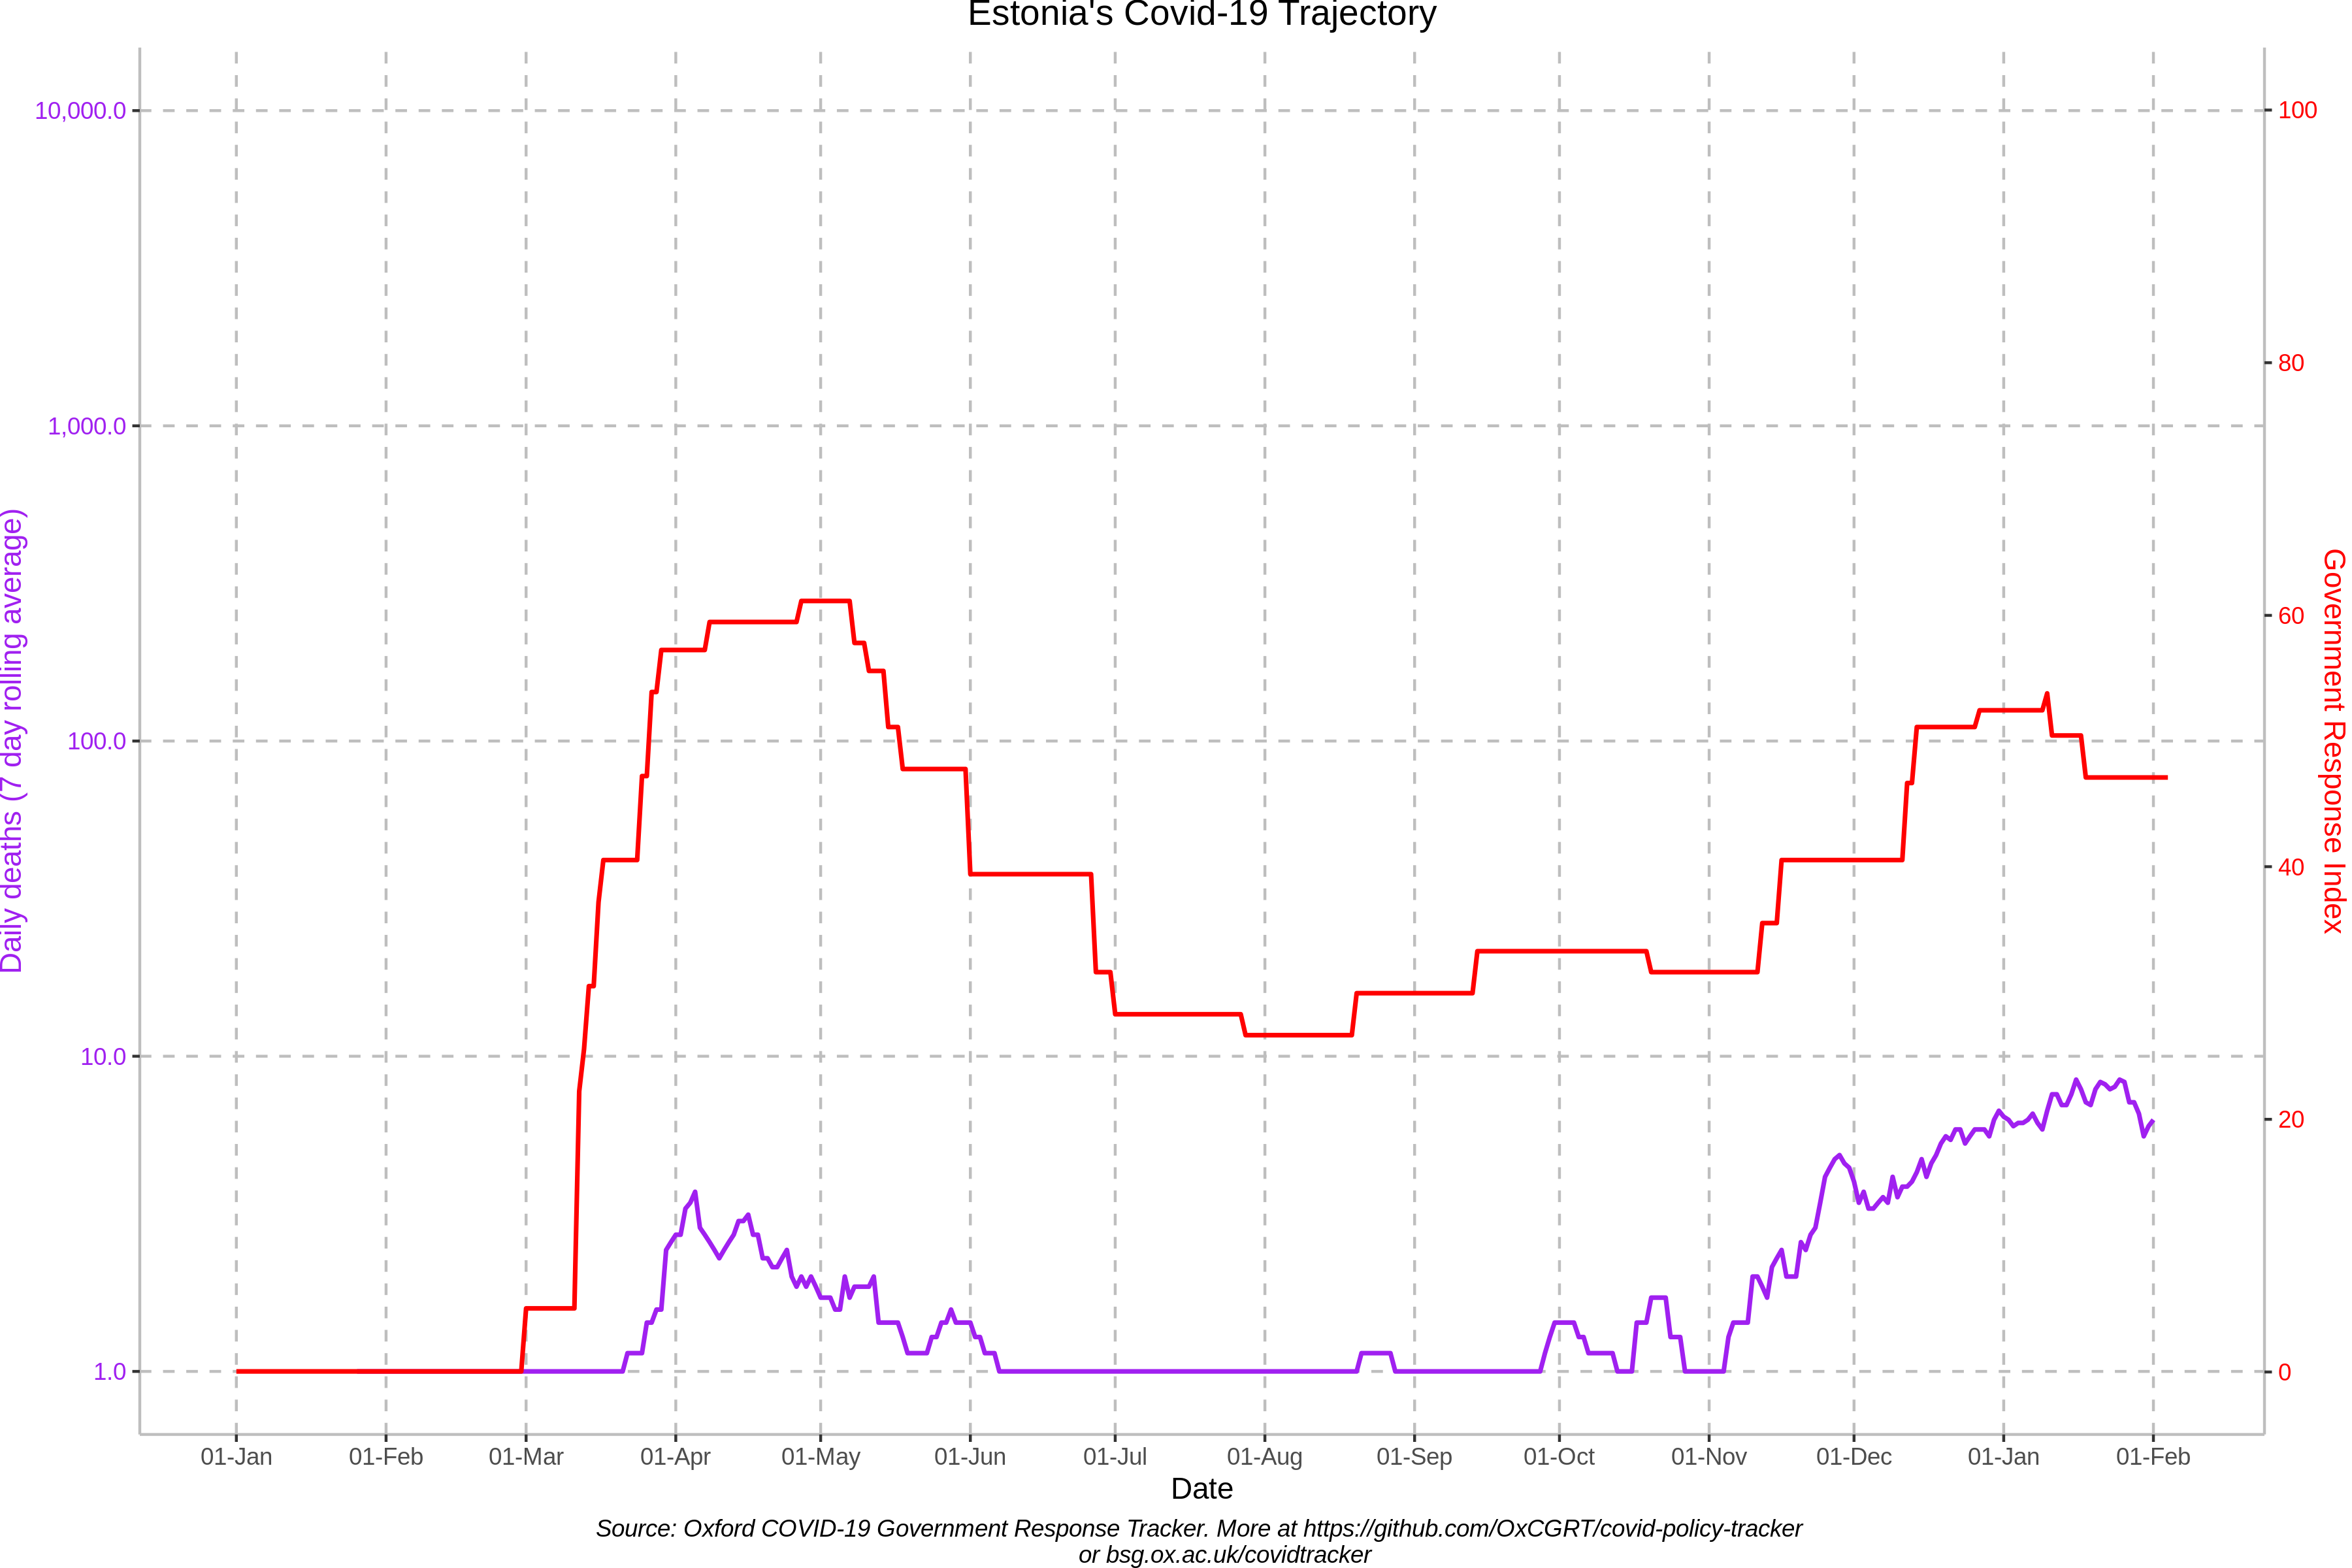 Estonia's Covid-19 Trajectory
10,000.0
1,000.0
100.0
10.0
1.0
Daily deaths (7 day rolling average)
100
80
60
40
20
0
Government Response Index
01-Jan 01-Feb 01-Mar 01-Apr 01-May 01-Jun 01-Jul 01-Aug 01-Sep 01-Oct 01-Nov 01-Dec 01-Jan 01-Feb
Date
Source: Oxford COVID-19 Government Response Tracker. More at https://github.com/OxCGRT/covid-policy-tracker
or bsg.ox.ac.uk/covidtracker